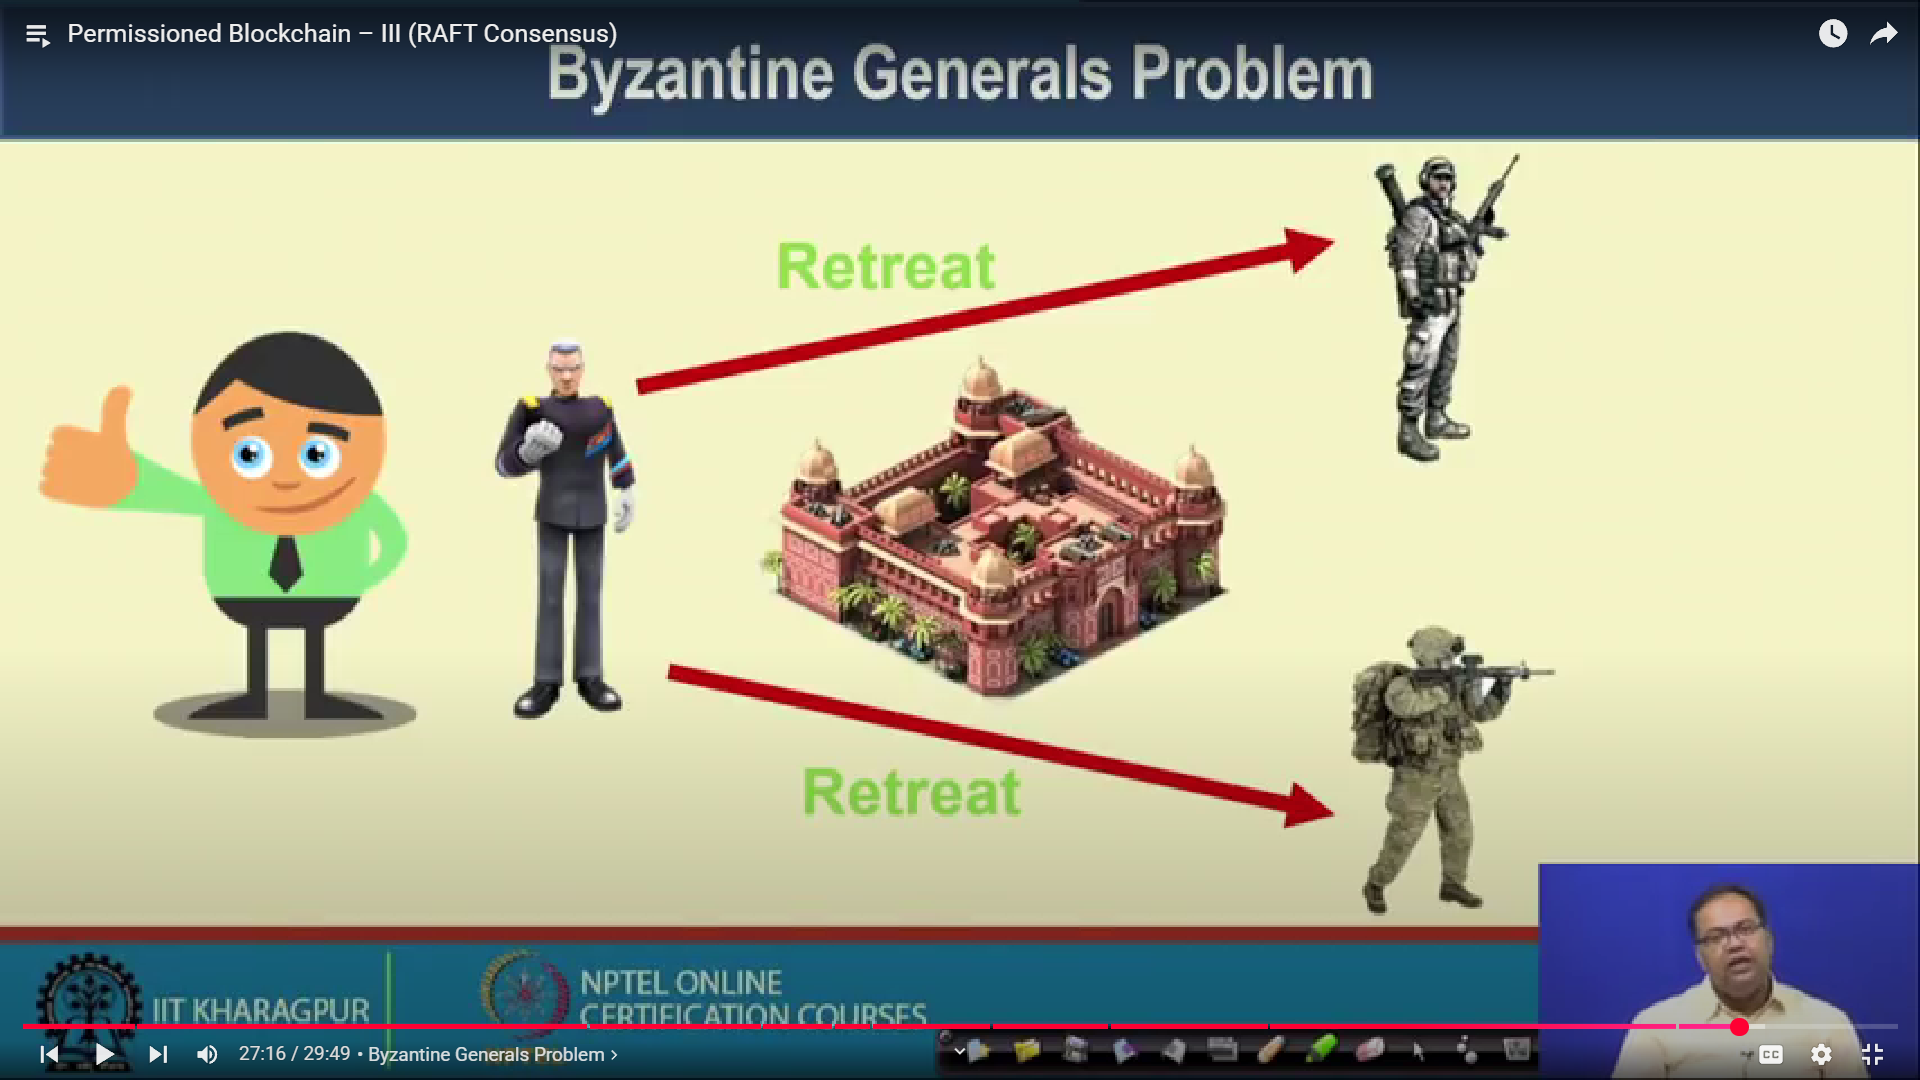 Permissioned Blockchain – III (RAFT Consensus)
Byzantine Generals Problem
Retreat
Retreat
IIT KHARAGPUR
NPTEL ONLINE
CERTIFICATION COURSES
27:16 / 29:49 • Byzantine Generals Problem ›
CC